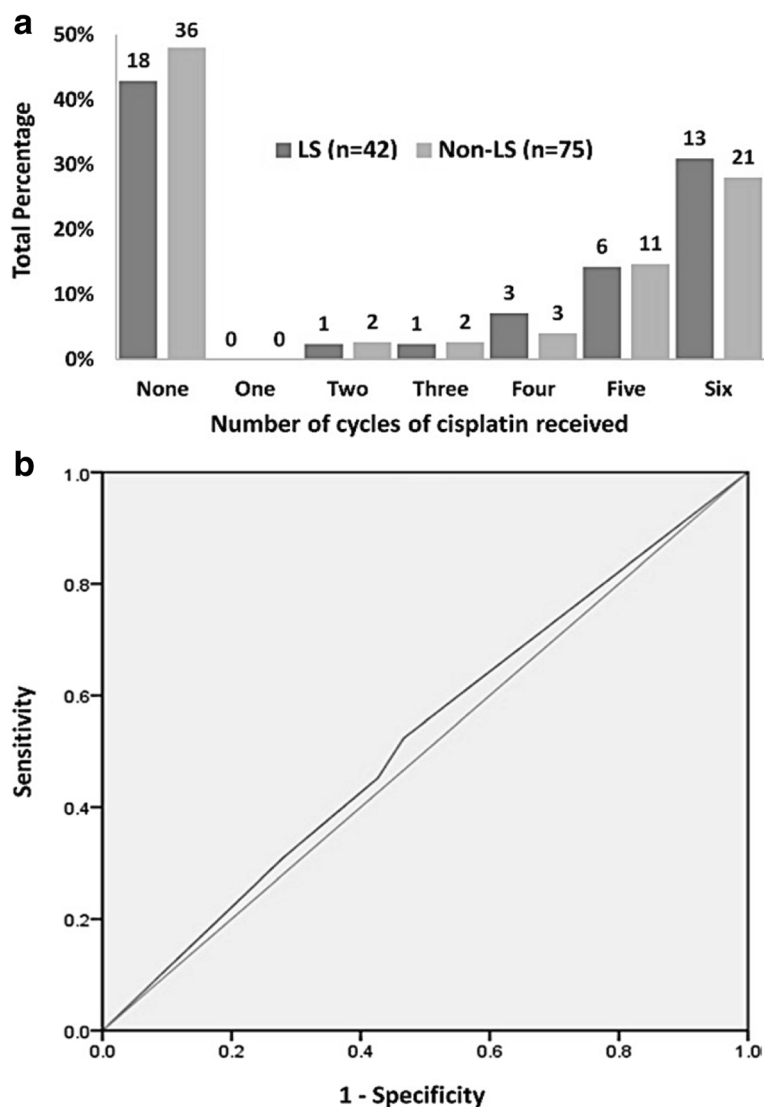 a
50%
40%
30%
20%
10%
0%
Total Percentage
18 36 0 0 1 2 1 2 3 3 6 11 13 21
LS (n=42) Non-LS (n=75)
None One Two Three Four Five Six
Number of cycles of cisplatin received
b
1.0
0.8
0.6
0.4
0.2
0.0
Sensitivity
0.0 0.2 0.4 0.6 0.8 1.0
1 - Specificity